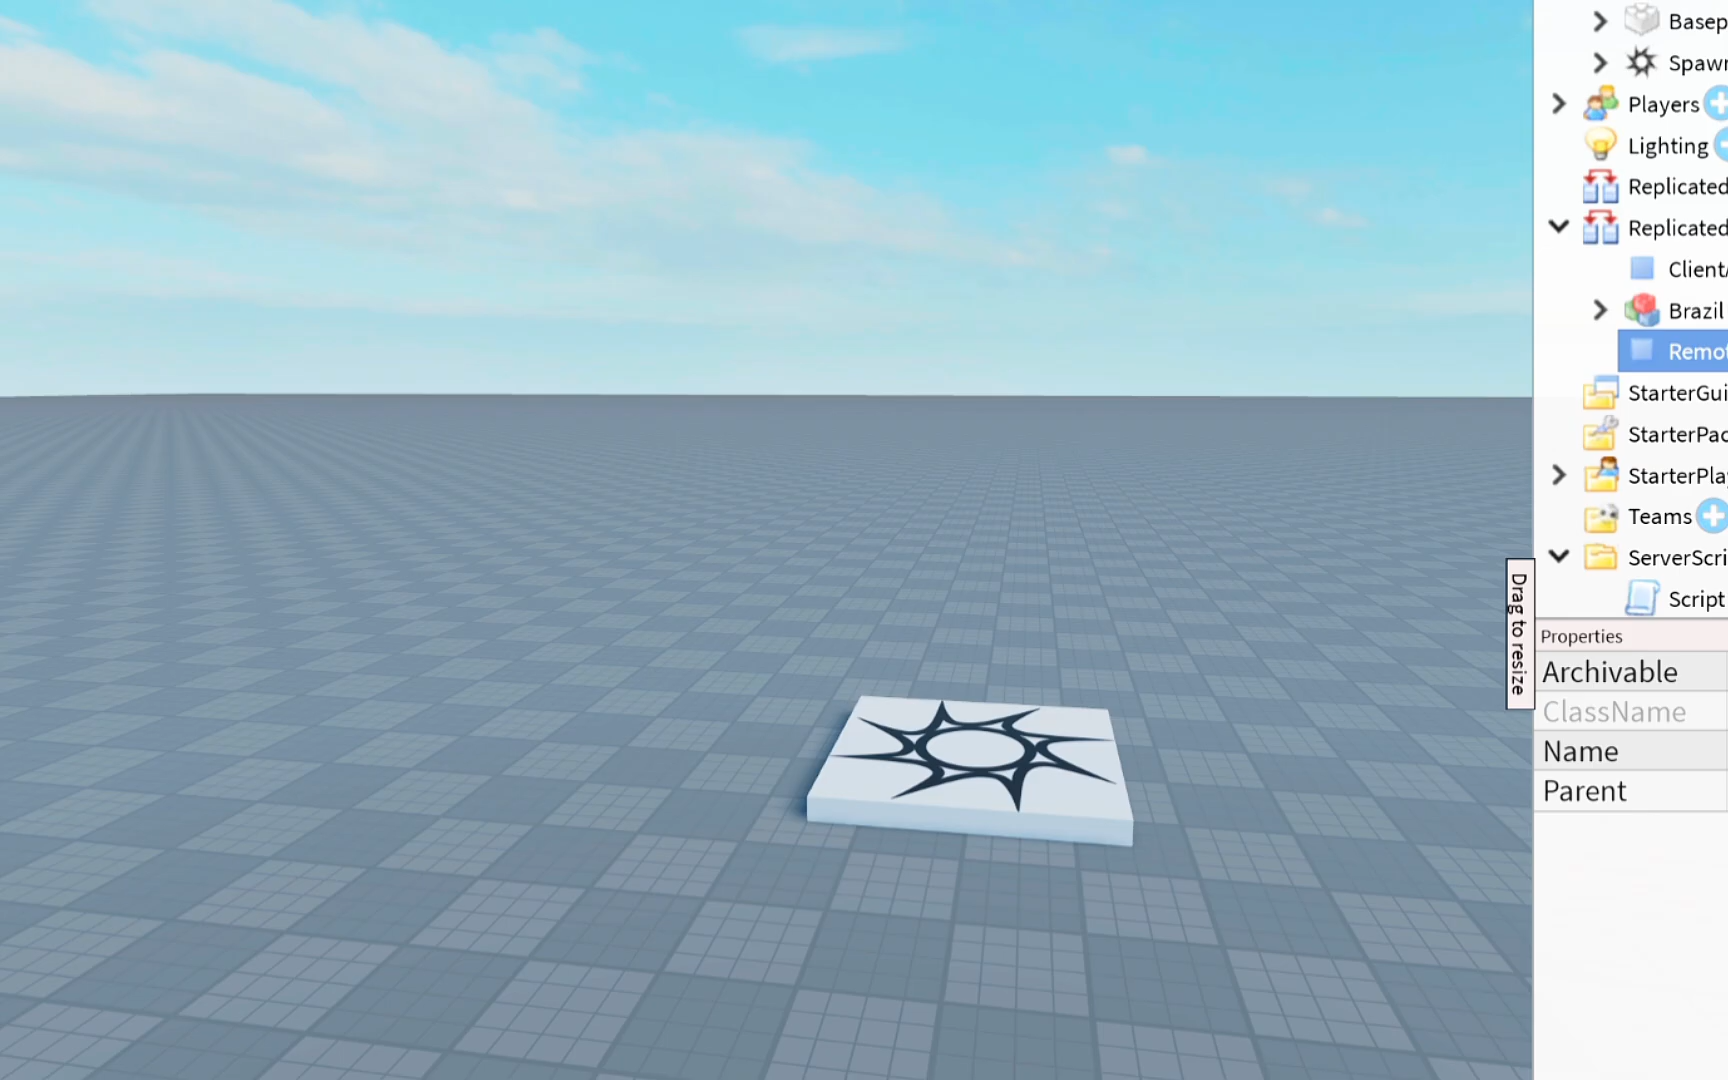 Basep
Spawn
Players
Lighting
Replicated
Replicated
Client
Brazil
Remot
StarterGui
StarterPac
StarterPla
Teams
ServerScri
Script
Drag to resize
Properties
Archivable
ClassName
Name
Parent